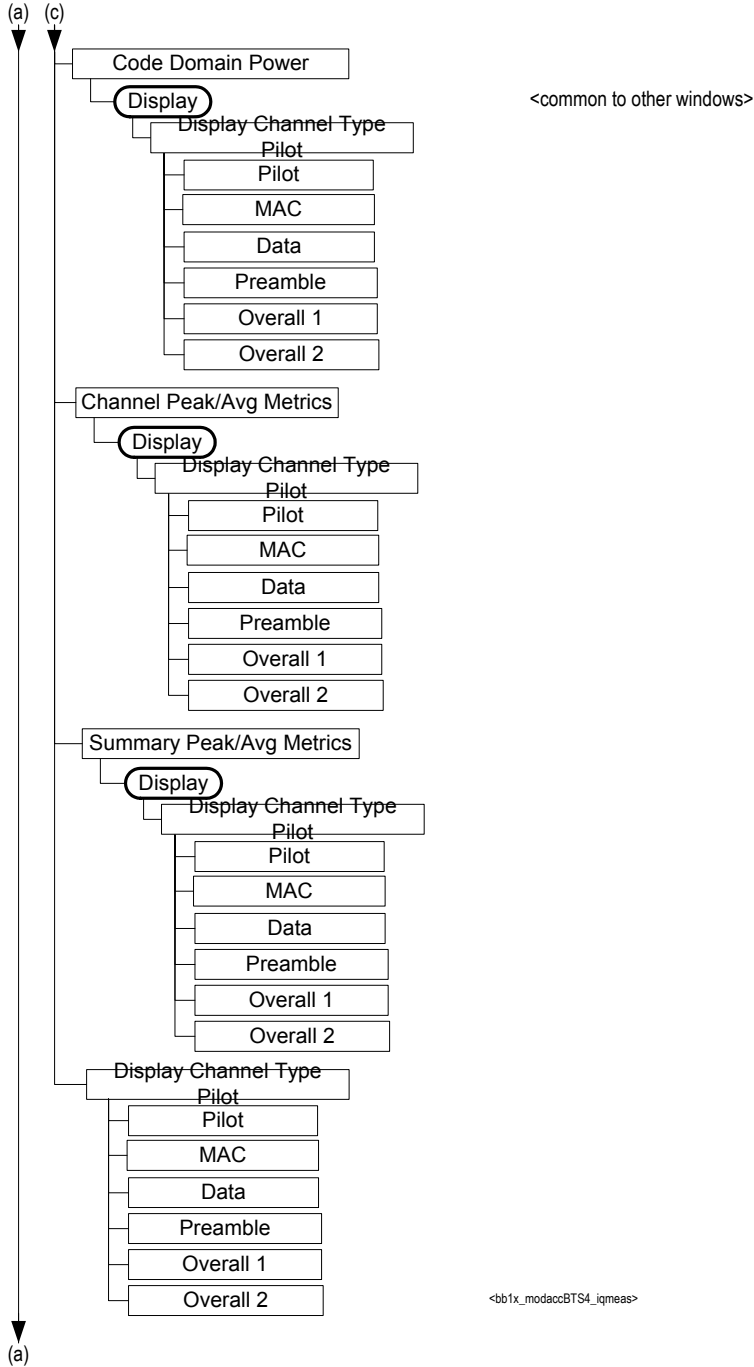 (a) (c)
Code Domain Power
Display
<common to other windows>
Display Channel Type
Pilot
Pilot
MAC
Data
Preamble
Overall 1
Overall 2
Channel Peak/Avg Metrics
Display
Display Channel Type
Pilot
Pilot
MAC
Data
Preamble
Overall 1
Overall 2
Summary Peak/Avg Metrics
Display
Display Channel Type
Pilot
Pilot
MAC
Data
Preamble
Overall 1
Overall 2
Display Channel Type
Pilot
Pilot
MAC
Data
Preamble
Overall 1
Overall 2
<bb1x_modaccBTS4_iqmeas>
(a)